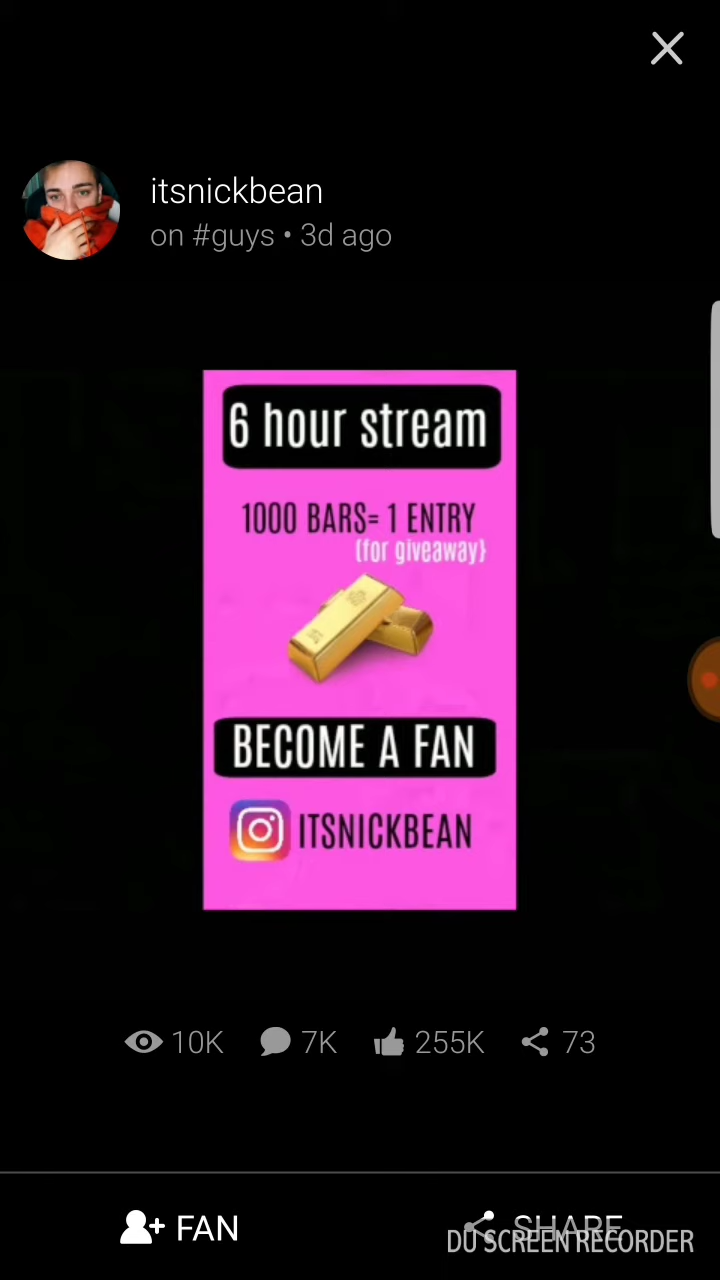 itsnickbean
on #guys • 3d ago
6 hour stream
1000 BARS= 1 ENTRY
(for giveaway}
BECOME A FAN
ITSNICKBEAN
10K 7K 255K 73
FAN SHARE
DU SCREEN RECORDER